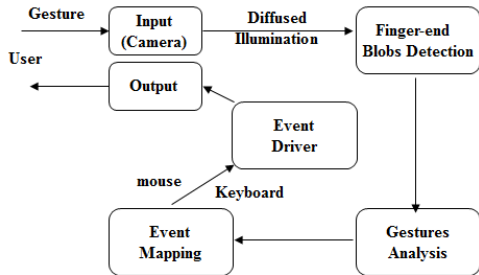 Gesture
Input
(Camera)
Diffused
Illumination
Finger-end
Blobs Detection
User
Output
Event
Driver
mouse
Keyboard
Event
Mapping
Gestures
Analysis